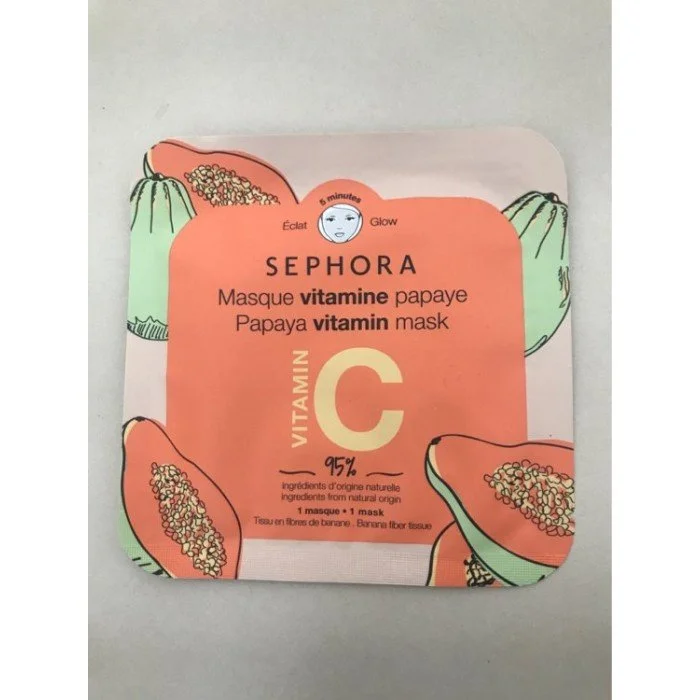 5 minutes
Éclat Glow
SEPHORA
Masque vitamine papaye
Papaya vitamin mask
VITAMIN C
95%
ingrédients d'origine naturelle
ingredients from natural origin
1 masque • 1 mask
Tissu en fibres de banane . Banana fiber tissue